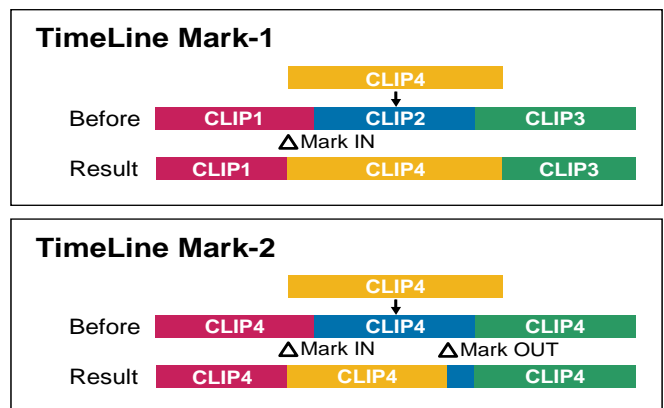 TimeLine Mark-1
CLIP4
Before CLIP1 CLIP2 CLIP3
Mark IN
Result CLIP1 CLIP4 CLIP3
TimeLine Mark-2
CLIP4
Before CLIP4 CLIP4 CLIP4
Mark IN Mark OUT
Result CLIP4 CLIP4 CLIP4